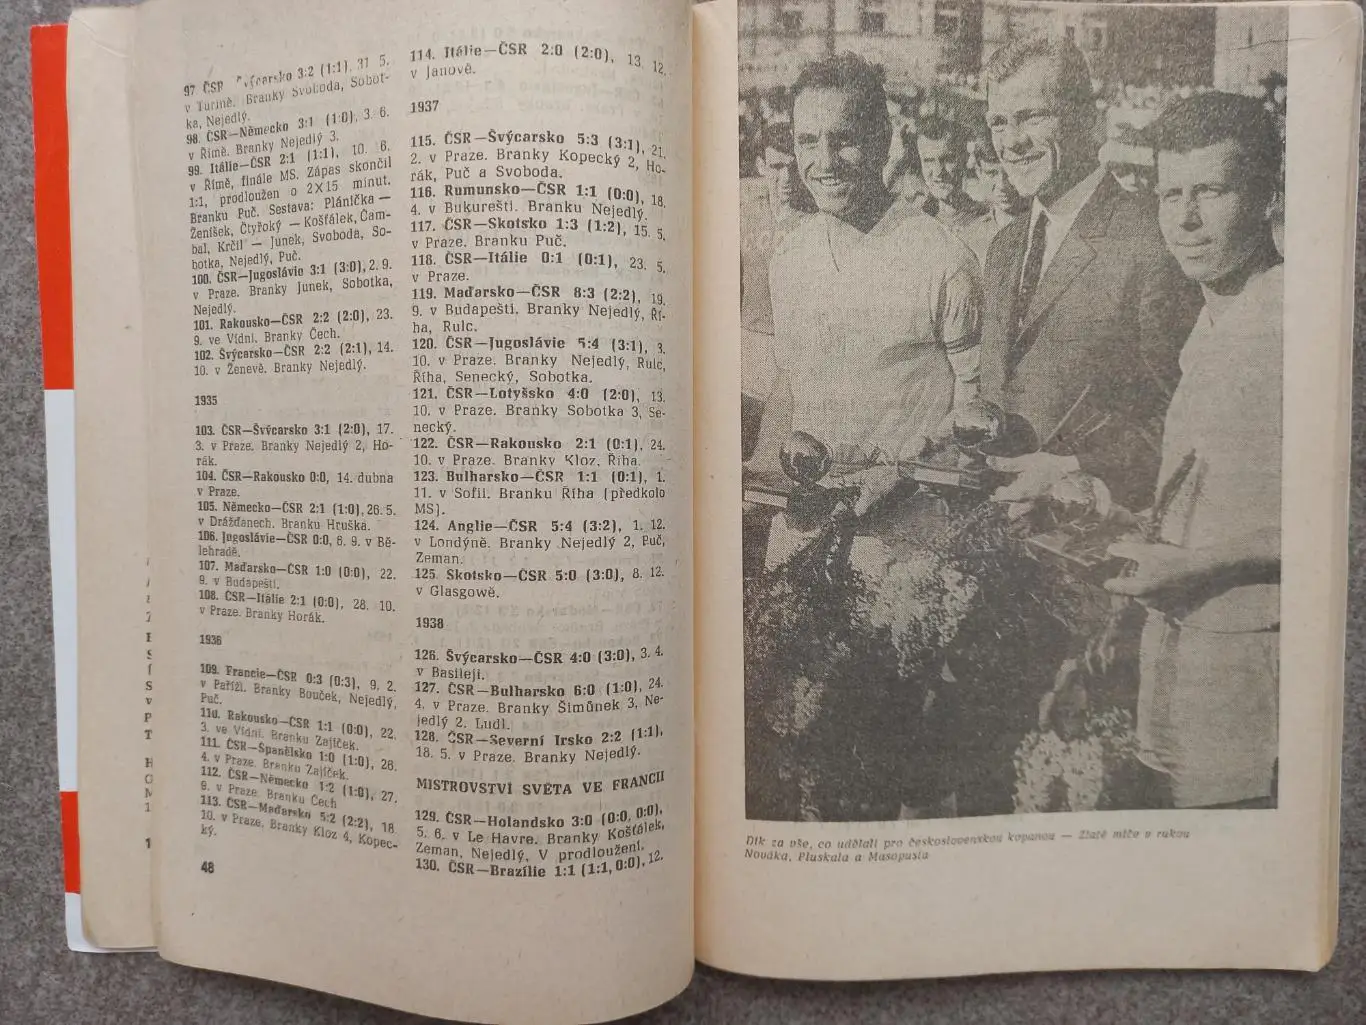 97 ČSR Švýcarsko 3:2 (1:1), 31 5.
v Turíně. Branky Svoboda, Sobot-
ka, Nejedlý.
98. ČSR—Německo 3:1 (1:0), 3. 6.
v Římě. Branky Nejedlý 3.
99. Itálie—ČSR 2:1 (1:1), 10. 6.
v Římě, finále MS. Zápas skončil
1:1, prodloužen o 2X15 minut.
Branku Puč. Sestava: Plánička —
Ženíšek, Čtyřoký — Košťálek, Čam-
bal, Krčil — Junek, Svoboda, So-
botka, Nejedlý, Puč.
100. ČSR—Jugoslávie 3:1 (3:0), 2. 9.
v Praze. Branky Junek, Sobotka,
Nejedlý.
101. Rakousko—ČSR 2:2 (2:0), 23.
9. ve Vídni. Branky Čech.
102. Švýcarsko—ČSR 2:2 (2:1), 14.
10. v Ženevě. Branky Nejedlý.
1935
103. ČSR—Švýcarsko 3:1 (2:0), 17.
3. v Praze. Branky Nejedlý 2, Ho-
rák.
104. ČSR—Rakousko 0:0, 14. dubna
v Praze.
105. Německo—ČSR 2:1 (1:0), 26. 5.
v Drážďanech. Branku Hruška.
106. Jugoslávie—ČSR 0:0, 6. 9. v Bě-
lehradě.
107. Maďarsko—ČSR 1:0 (0:0), 22.
9. v Budapešti.
108. ČSR—Itálie 2:1 (0:0), 28. 10.
v Praze. Branky Horák.
1936
109. Francie—ČSR 0:3 (0:3), 9. 2.
v Paříži. Branky Bouček, Nejedlý,
Puč.
110. Rakousko—ČSR 1:1 (0:0), 22.
3. ve Vídni. Branku Zajíček.
111. ČSR—Španělsko 1:0 (1:0), 26.
4. v Praze. Branku Zajíček.
112. ČSR—Německo 1:2 (1:0), 27.
9. v Praze. Branku Čech
113. ČSR—Maďarsko 5:2 (2:2), 18.
10. v Praze. Branky Kloz 4, Kopec-
ký.
48
114. Itálie—ČSR 2:0 (2:0), 13 12.
v Janově.
1937
115. ČSR—Švýcarsko 5:3 (3:1), 21.
2. v Praze. Branky Kopecký 2, Ho-
rák, Puč a Svoboda.
116. Rumunsko—ČSR 1:1 (0:0), 18.
4. v Bukurešti. Branku Nejedlý.
117. ČSR—Skotsko 1:3 (1:2), 15. 5.
v Praze. Branku Puč.
118. ČSR—Itálie 0:1 (0:1), 23. 5.
v Praze.
119. Maďarsko—ČSR 8:3 (2:2), 19.
9. v Budapešti. Branky Nejedlý, Ří-
ha, Rulc.
120. ČSR—Jugoslávie 5:4 (3:1), 3.
10. v Praze. Branky Nejedlý, Rulc,
Říha, Senecký, Sobotka.
121. ČSR—Lotyšsko 4:0 (2:0), 13.
10. v Praze. Branky Sobotka 3, Se-
necký.
122. ČSR—Rakousko 2:1 (0:1), 24.
10. v Praze. Branky Kloz, Říha.
123. Bulharsko—ČSR 1:1 (0:1), 1.
11. v Sofii. Branku Říha (předkolo
MS).
124. Anglie—ČSR 5:4 (3:2), 1. 12.
v Londýně. Branky Nejedlý 2, Puč,
Zeman.
125. Skotsko—ČSR 5:0 (3:0), 8. 12.
v Glasgowě.
1938
126. Švýcarsko—ČSR 4:0 (3:0), 3. 4.
v Basileji.
127. ČSR—Bulharsko 6:0 (1:0), 24.
4. v Praze. Branky Šimůnek 3, Ne-
jedlý 2. Ludl.
128. ČSR—Severní Irsko 2:2 (1:1),
18. 5. v Praze. Branky Nejedlý.
MISTROVSTVÍ SVĚTA VE FRANCII
129. ČSR—Holandsko 3:0 (0:0, 0:0),
5. 6. v Le Havre. Branky Košťálek,
Zeman, Nejedlý, V prodloužení.
130. ČSR—Brazílie 1:1 (1:1, 0:0), 12.
Dík za vše, co udělali pro československou kopanou — Zlaté míče v rukou
Nováka, Pluskala a Masopusta